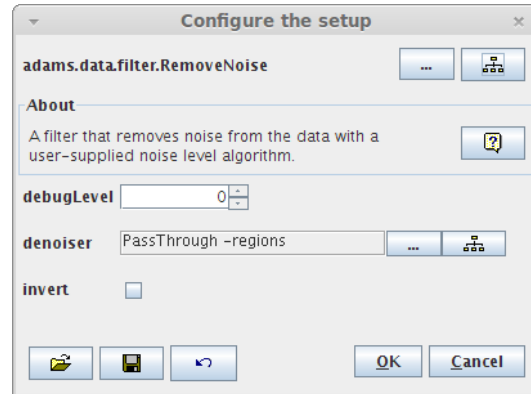 Configure the setup
adams.data.filter.RemoveNoise
...
About
A filter that removes noise from the data with a
user-supplied noise level algorithm.
debugLevel 0
denoiser PassThrough -regions ...
invert
OK Cancel